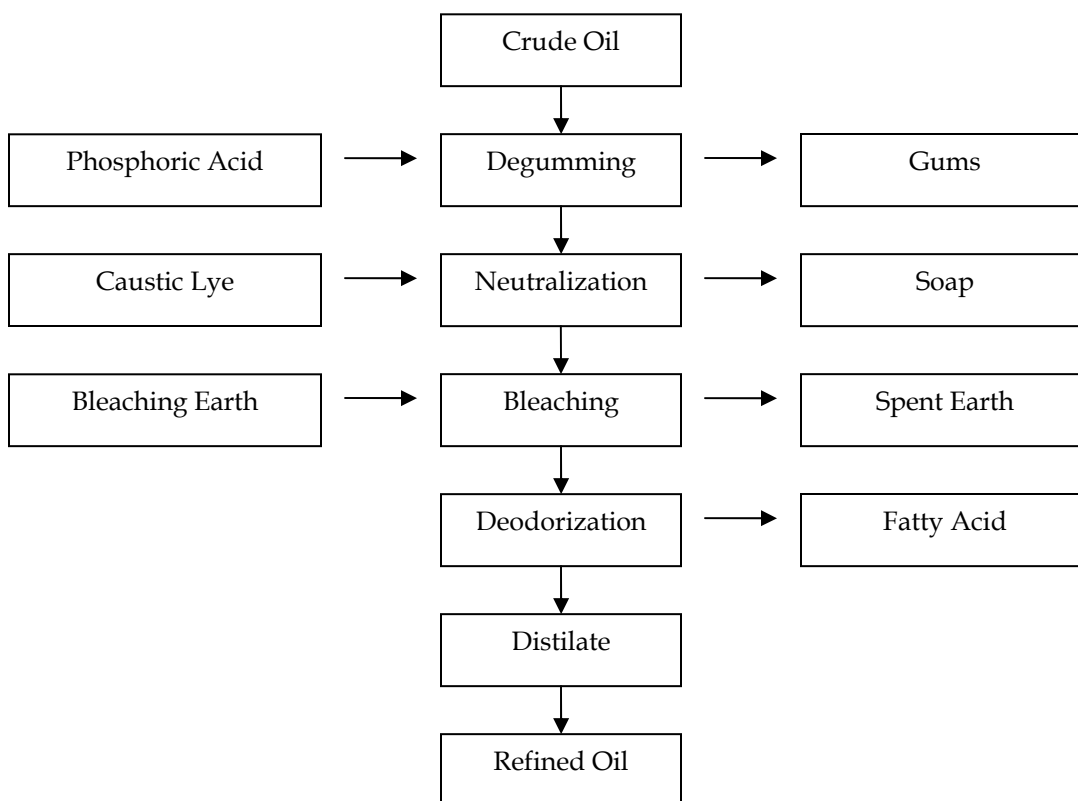 Crude Oil
Phosphoric Acid
Degumming
Gums
Caustic Lye
Neutralization
Soap
Bleaching Earth
Bleaching
Spent Earth
Deodorization
Fatty Acid
Distilate
Refined Oil